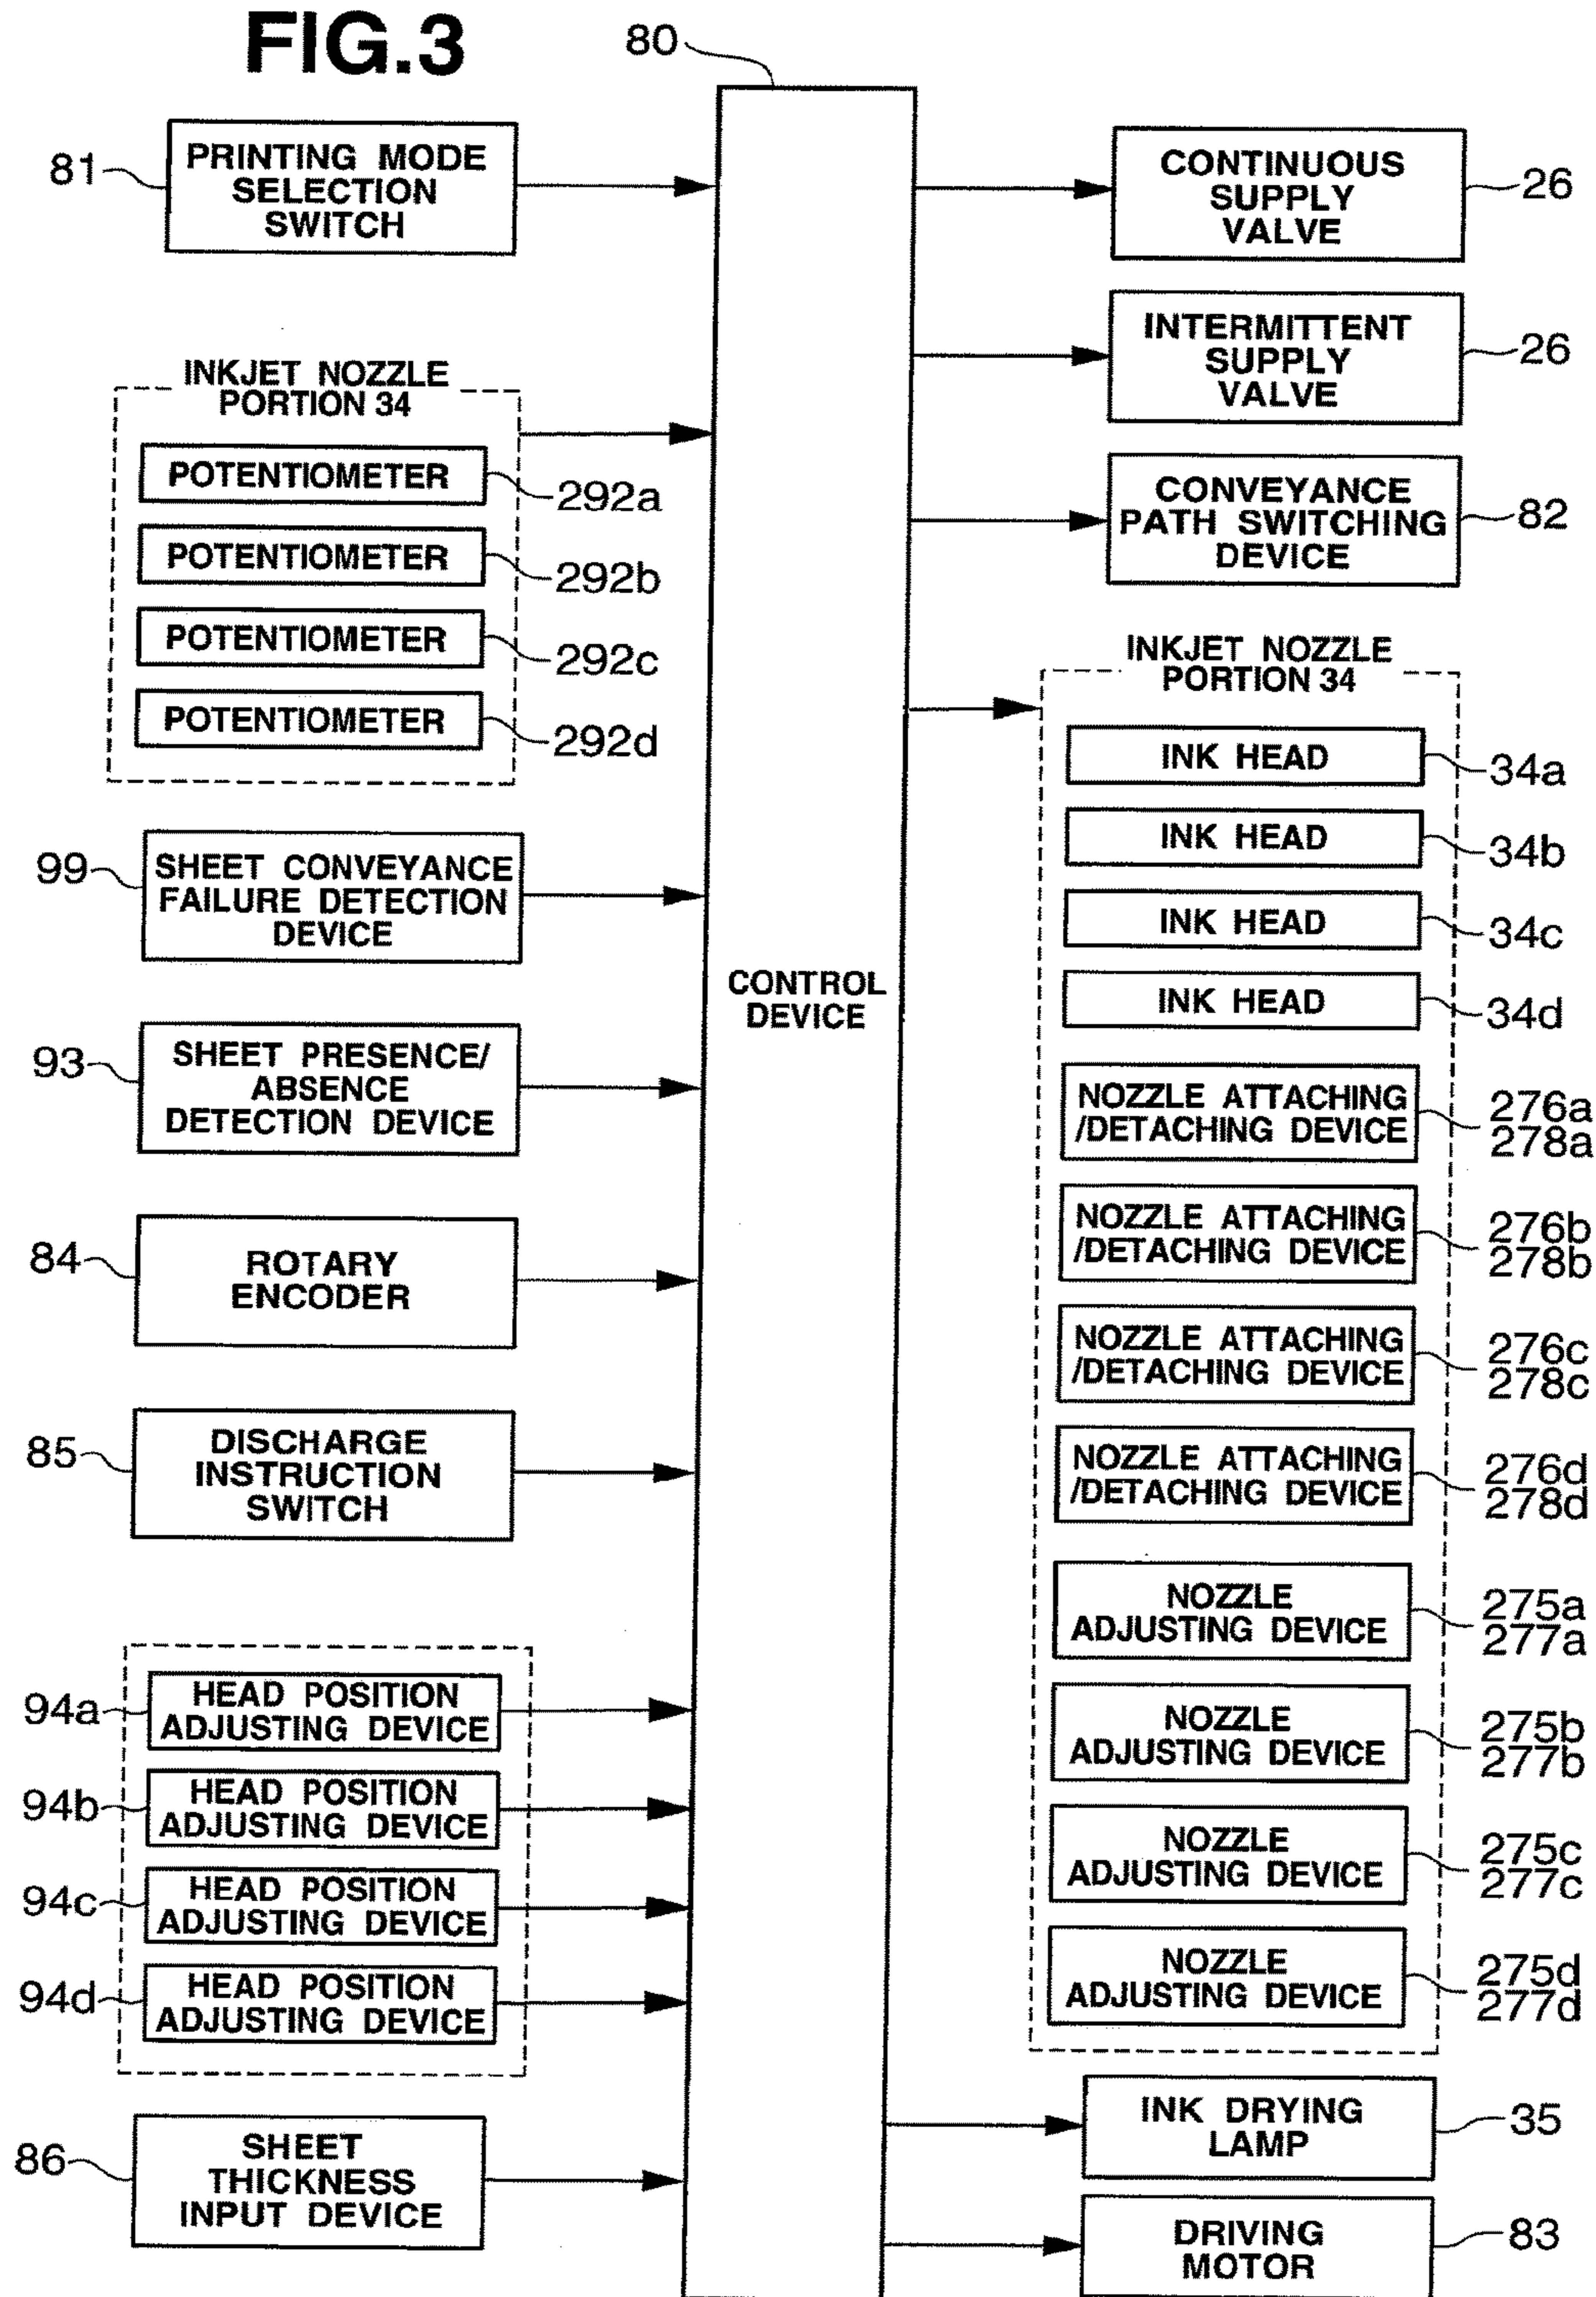 FIG.3
80
81
PRINTING MODE
SELECTION
SWITCH
INKJET NOZZLE
PORTION 34
POTENTIOMETER
292a
POTENTIOMETER
292b
POTENTIOMETER
292c
POTENTIOMETER
292d
99
SHEET CONVEYANCE
FAILURE DETECTION
DEVICE
93
SHEET PRESENCE/
ABSENCE
DETECTION DEVICE
84
ROTARY
ENCODER
85
DISCHARGE
INSTRUCTION
SWITCH
94a
HEAD POSITION
ADJUSTING DEVICE
94b
HEAD POSITION
ADJUSTING DEVICE
94c
HEAD POSITION
ADJUSTING DEVICE
94d
HEAD POSITION
ADJUSTING DEVICE
86
SHEET
THICKNESS
INPUT DEVICE
CONTROL
DEVICE
CONTINUOUS
SUPPLY
VALVE
26
INTERMITTENT
SUPPLY
VALVE
26
CONVEYANCE
PATH SWITCHING
DEVICE
82
INKJET NOZZLE
PORTION 34
INK HEAD
34a
INK HEAD
34b
INK HEAD
34c
INK HEAD
34d
NOZZLE ATTACHING
/DETACHING DEVICE
276a
278a
NOZZLE ATTACHING
/DETACHING DEVICE
276b
278b
NOZZLE ATTACHING
/DETACHING DEVICE
276c
278c
NOZZLE ATTACHING
/DETACHING DEVICE
276d
278d
NOZZLE
ADJUSTING DEVICE
275a
277a
NOZZLE
ADJUSTING DEVICE
275b
277b
NOZZLE
ADJUSTING DEVICE
275c
277c
NOZZLE
ADJUSTING DEVICE
275d
277d
INK DRYING
LAMP
35
DRIVING
MOTOR
83